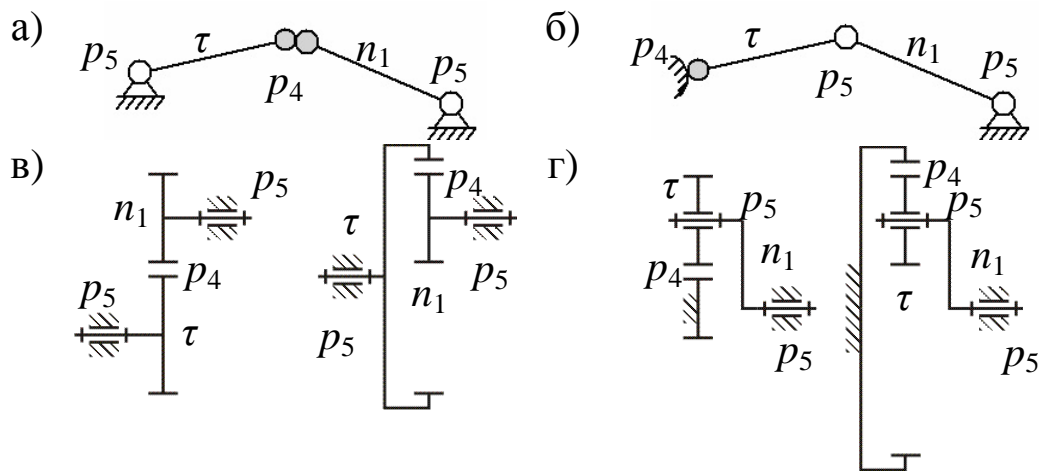 а)
p₅ τ p₄ n₁ p₅
б)
p₄ τ p₅ n₁ p₅
в)
n₁ p₅ p₄ p₅ τ
τ p₄ n₁ p₅ p₅
г)
τ p₅ p₄ n₁ p₅
p₄ p₅ n₁ τ p₅